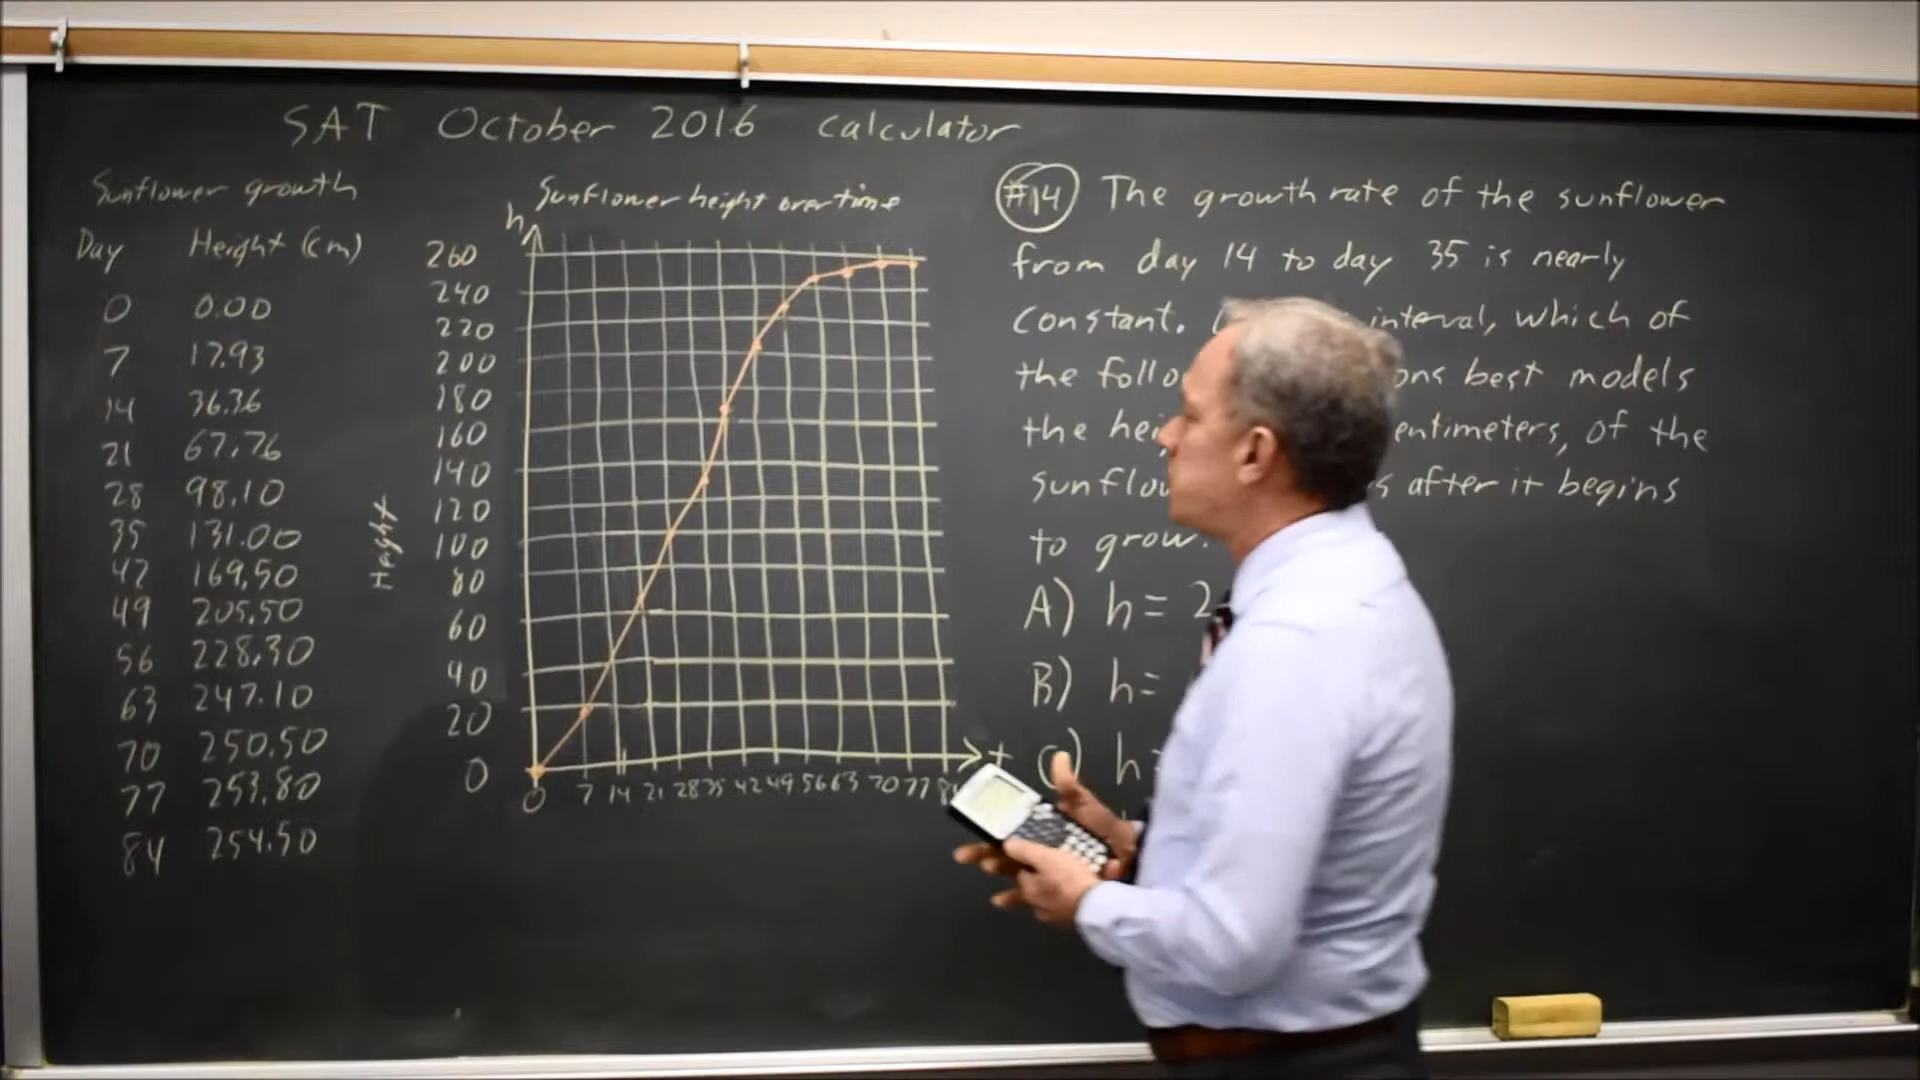 SAT October 2016 calculator
Sunflower growth
Day Height (cm)
0 0.00
7 17.93
14 36.36
21 67.76
28 98.10
35 131.00
42 169.50
49 205.50
56 228.30
63 247.10
70 250.50
77 253.80
84 254.50
Sunflower height over time
h
260
240
220
200
180
160
140
120
100
80
60
40
20
0
Height
0 7 14 21 28 35 42 49 56 63 70 77
t
#14 The growth rate of the sunflower
from day 14 to day 35 is nearly
constant. interval, which of
the best models
the of the
after it begins
to grow.
A) h = 2
B) h =
C) h